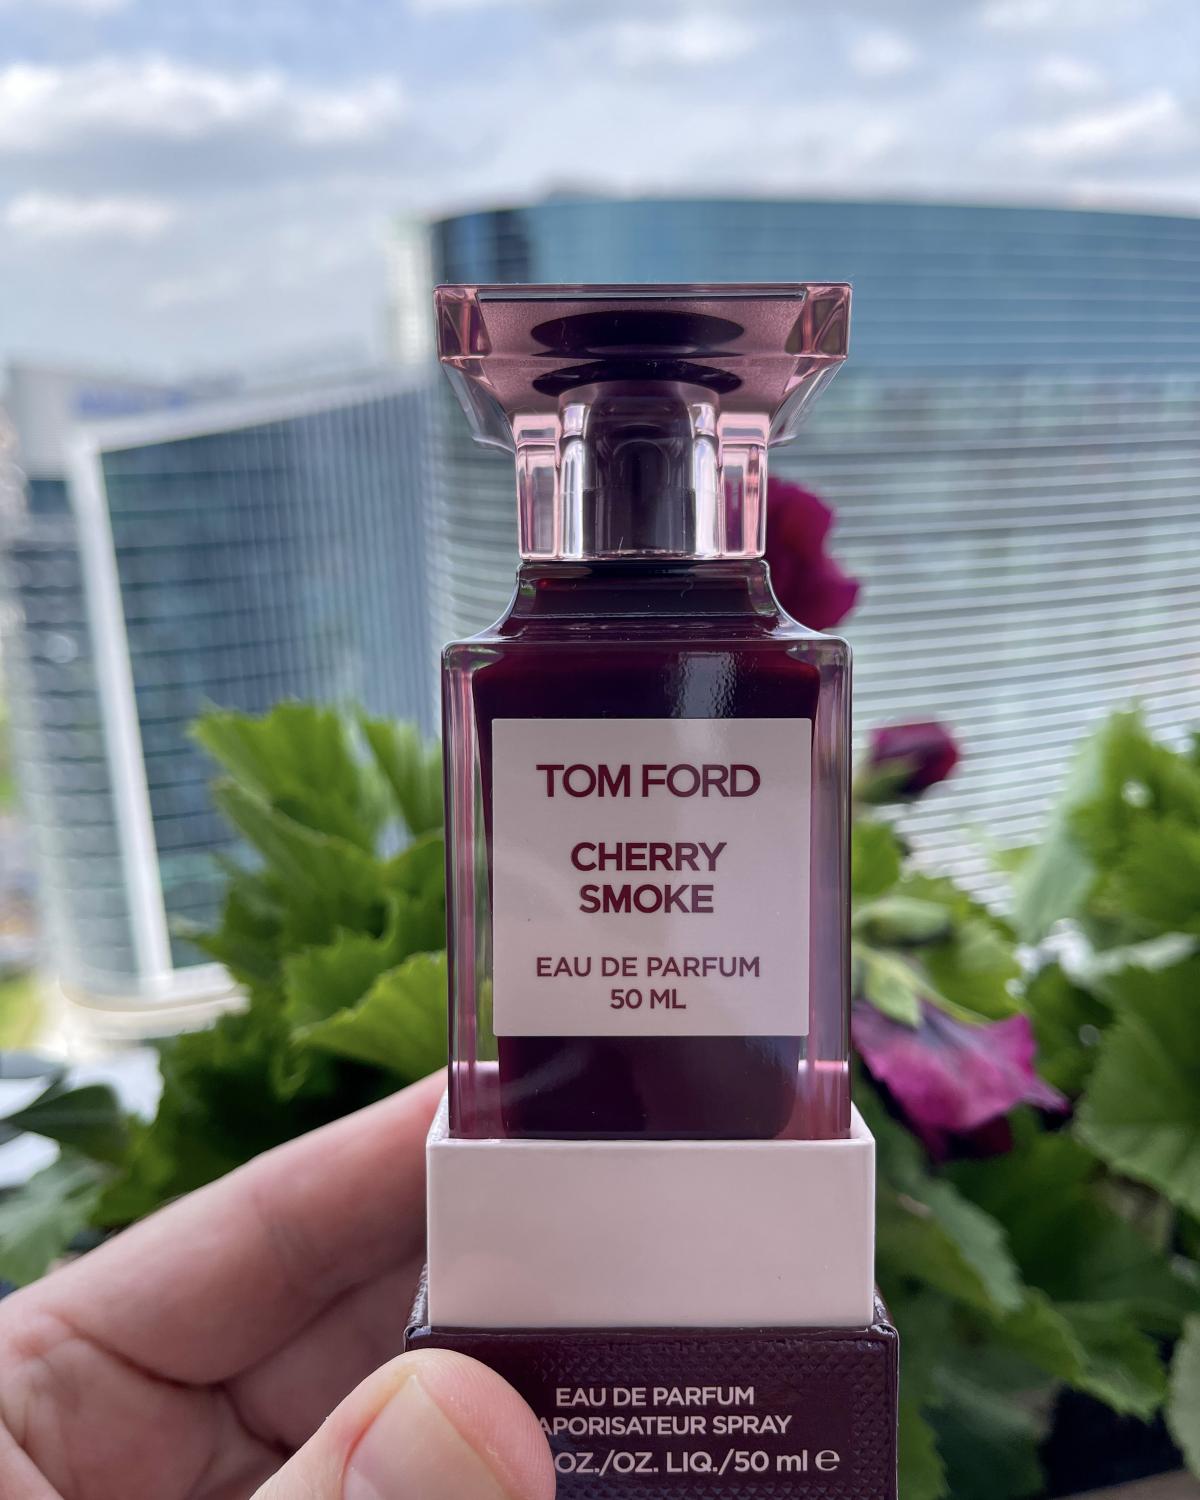 TOM FORD
CHERRY
SMOKE
EAU DE PARFUM
50 ML
EAU DE PARFUM
APORISATEUR SPRAY
OZ./OZ. LIQ./50 ml ℮